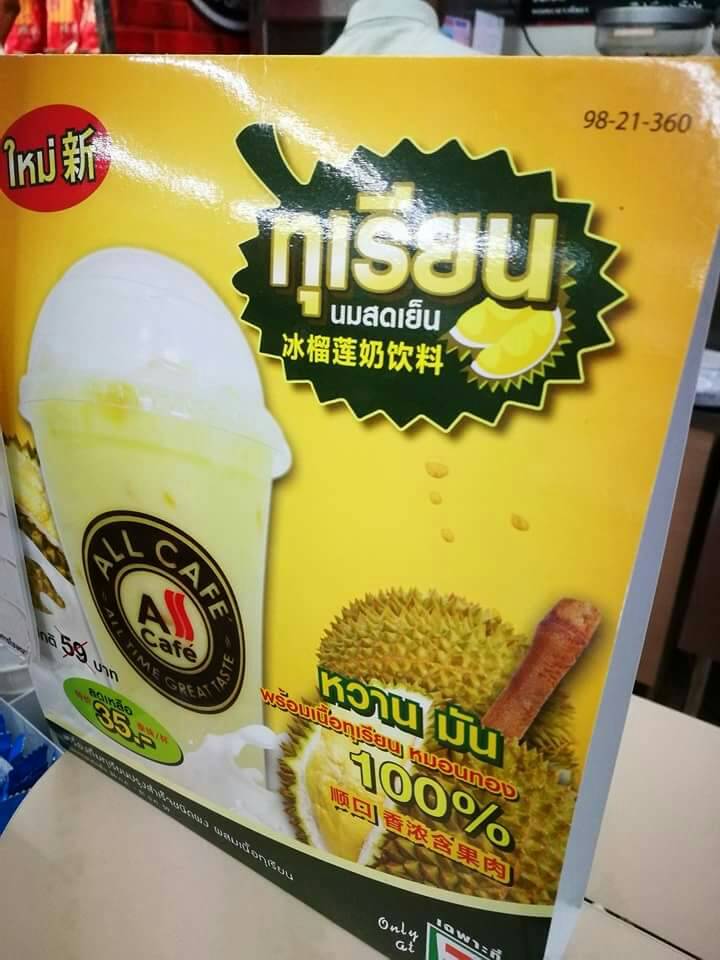 98-21-360
ใหม่ 新
ทุเรียน
นมสดเย็น
冰榴莲奶饮料
ALL CAFE
All
Café
ALL TIME GREAT TASTE
59 บาท
ลดเหลือ
35.-
หวาน มัน
พร้อมเนื้อทุเรียน หมอนทอง
100%
顺口 香浓含果肉
Only
at
เฉพาะที่
7